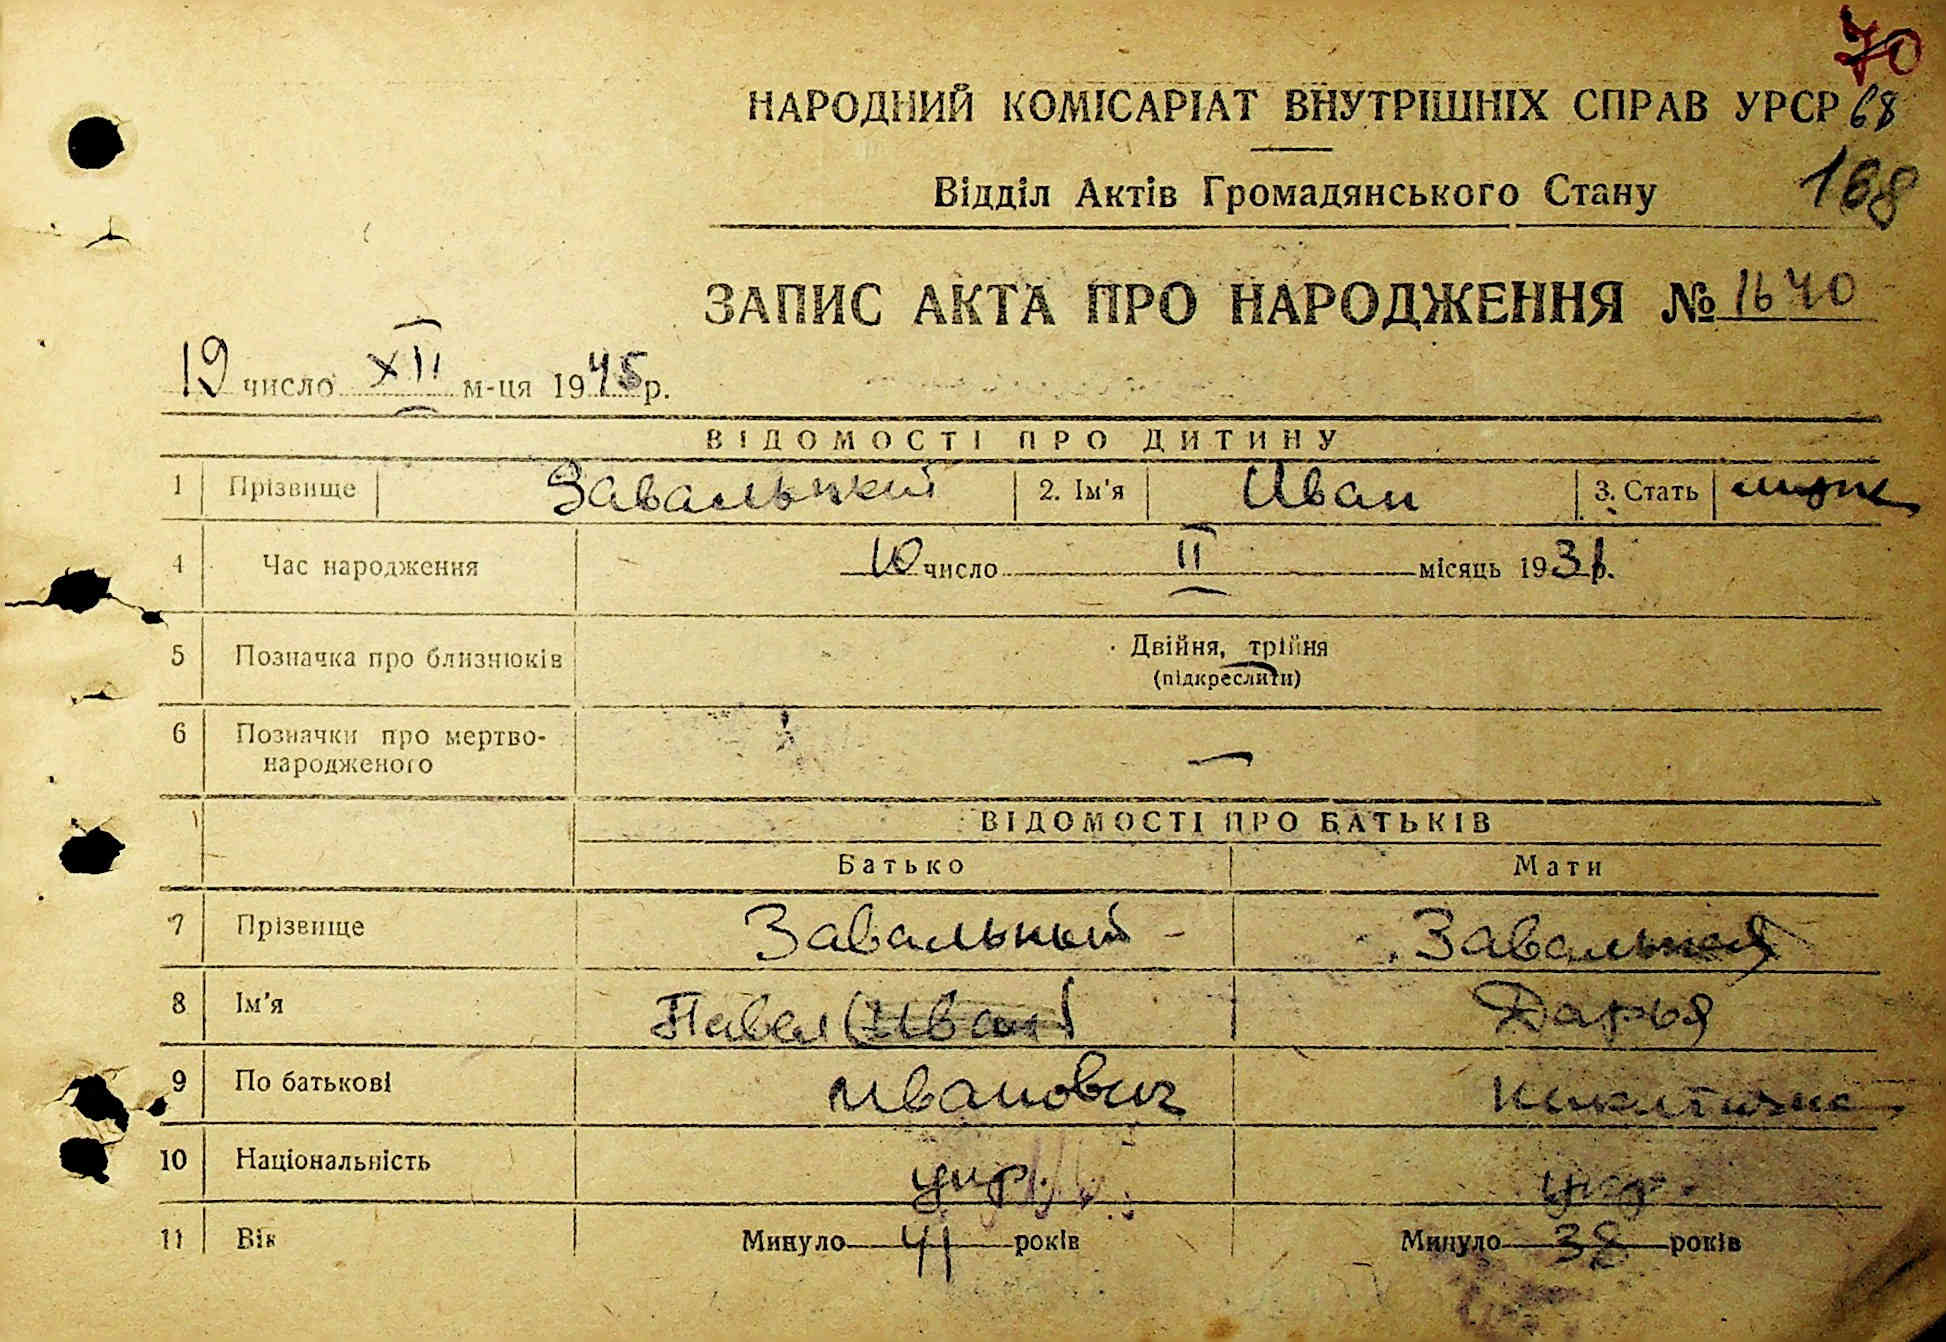 70
НАРОДНИЙ КОМІСАРІАТ ВНУТРІШНІХ СПРАВ УРСР 68
Відділ Актів Громадянського Стану 168
ЗАПИС АКТА ПРО НАРОДЖЕННЯ № 1640
19 число XII м-ця 1945 р.
ВІДОМОСТІ ПРО ДИТИНУ
1 Прізвище Завальний 2. Ім'я Иван 3. Стать муж
4 Час народження 10 число II місяць 1931 р.
5 Позначка про близнюків Двійня, трійня
(підкреслити)
6 Позначки про мертво-
народженого —
ВІДОМОСТІ ПРО БАТЬКІВ
Батько Мати
7 Прізвище Завальный Завальная
8 Ім'я Павел (Иван) Дарья
9 По батькові Иванович
10 Національність укр. укр.
11 Вік Минуло 41 років Минуло 38 років